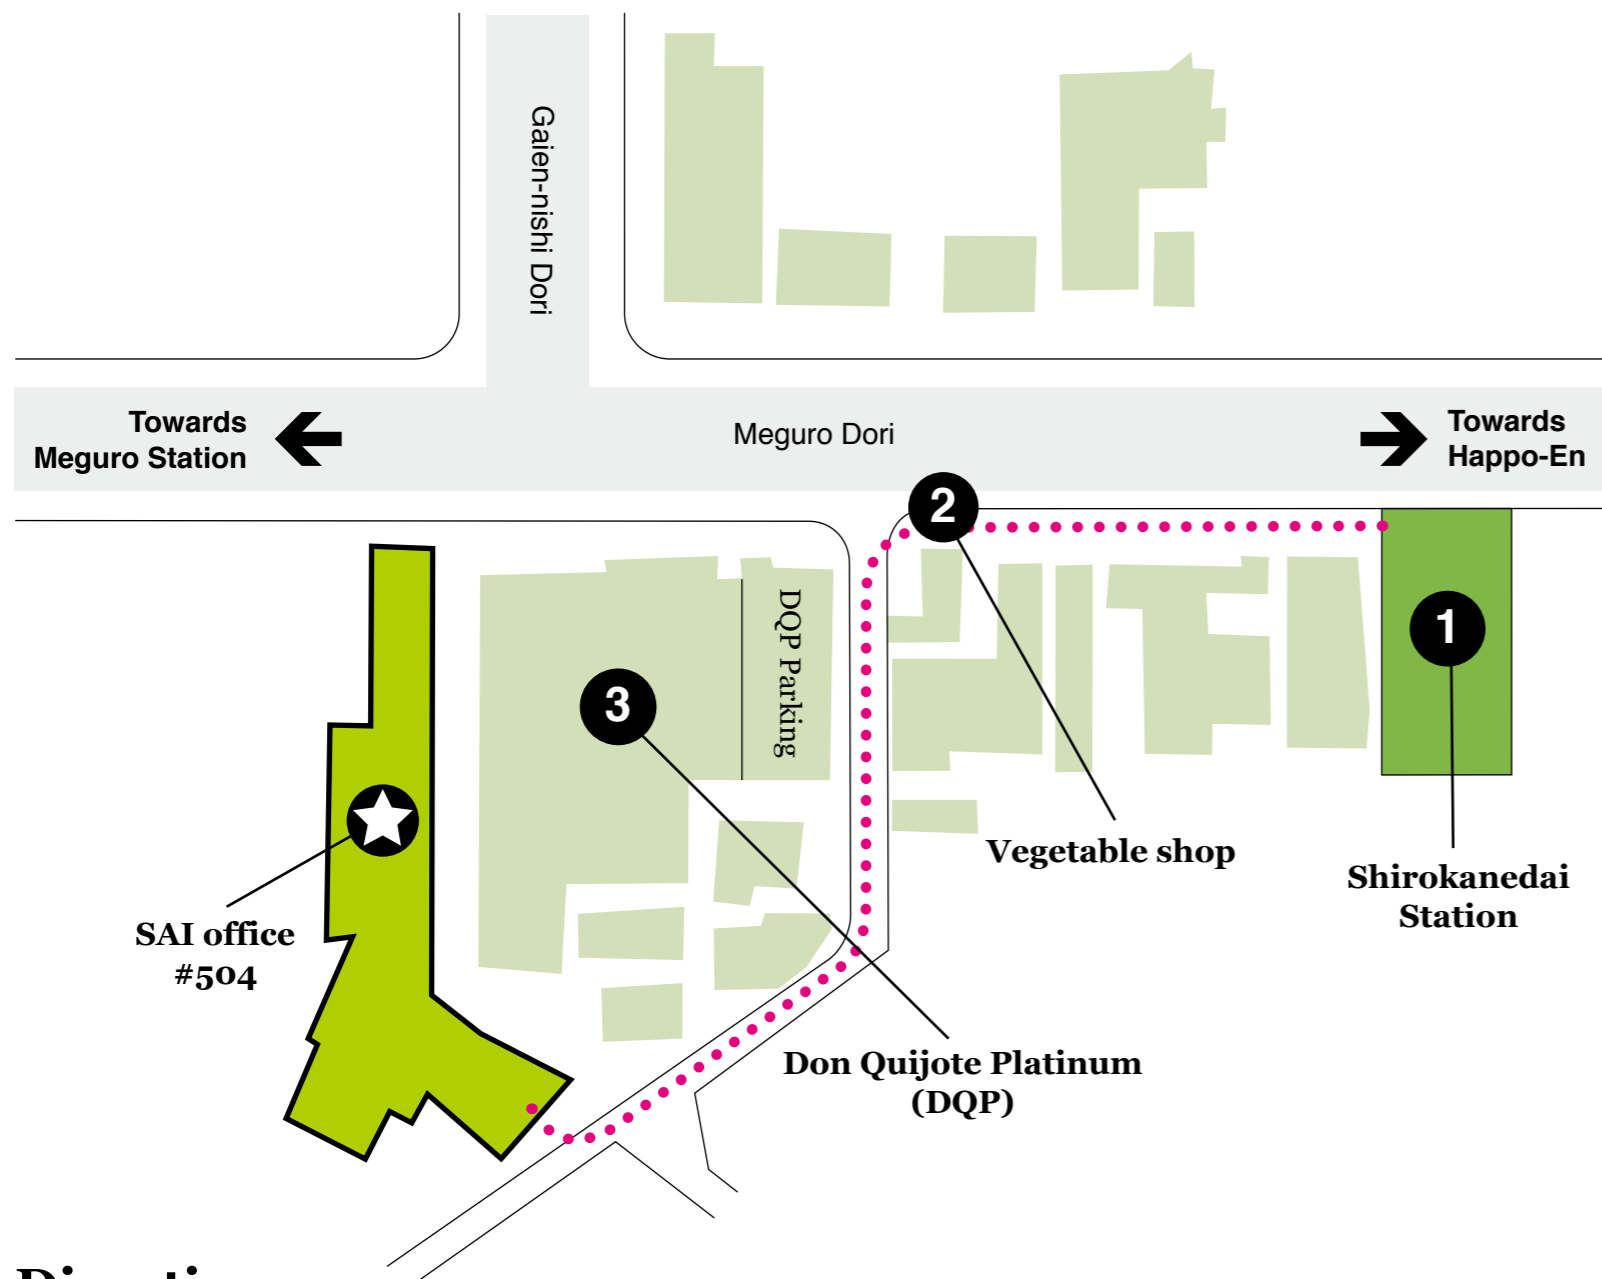 Gaien-nishi Dori
Towards
Meguro Station
Meguro Dori
Towards
Happo-En
2
1
3
DQP Parking
Vegetable shop
Shirokanedai
Station
SAI office
#504
Don Quijote Platinum
(DQP)